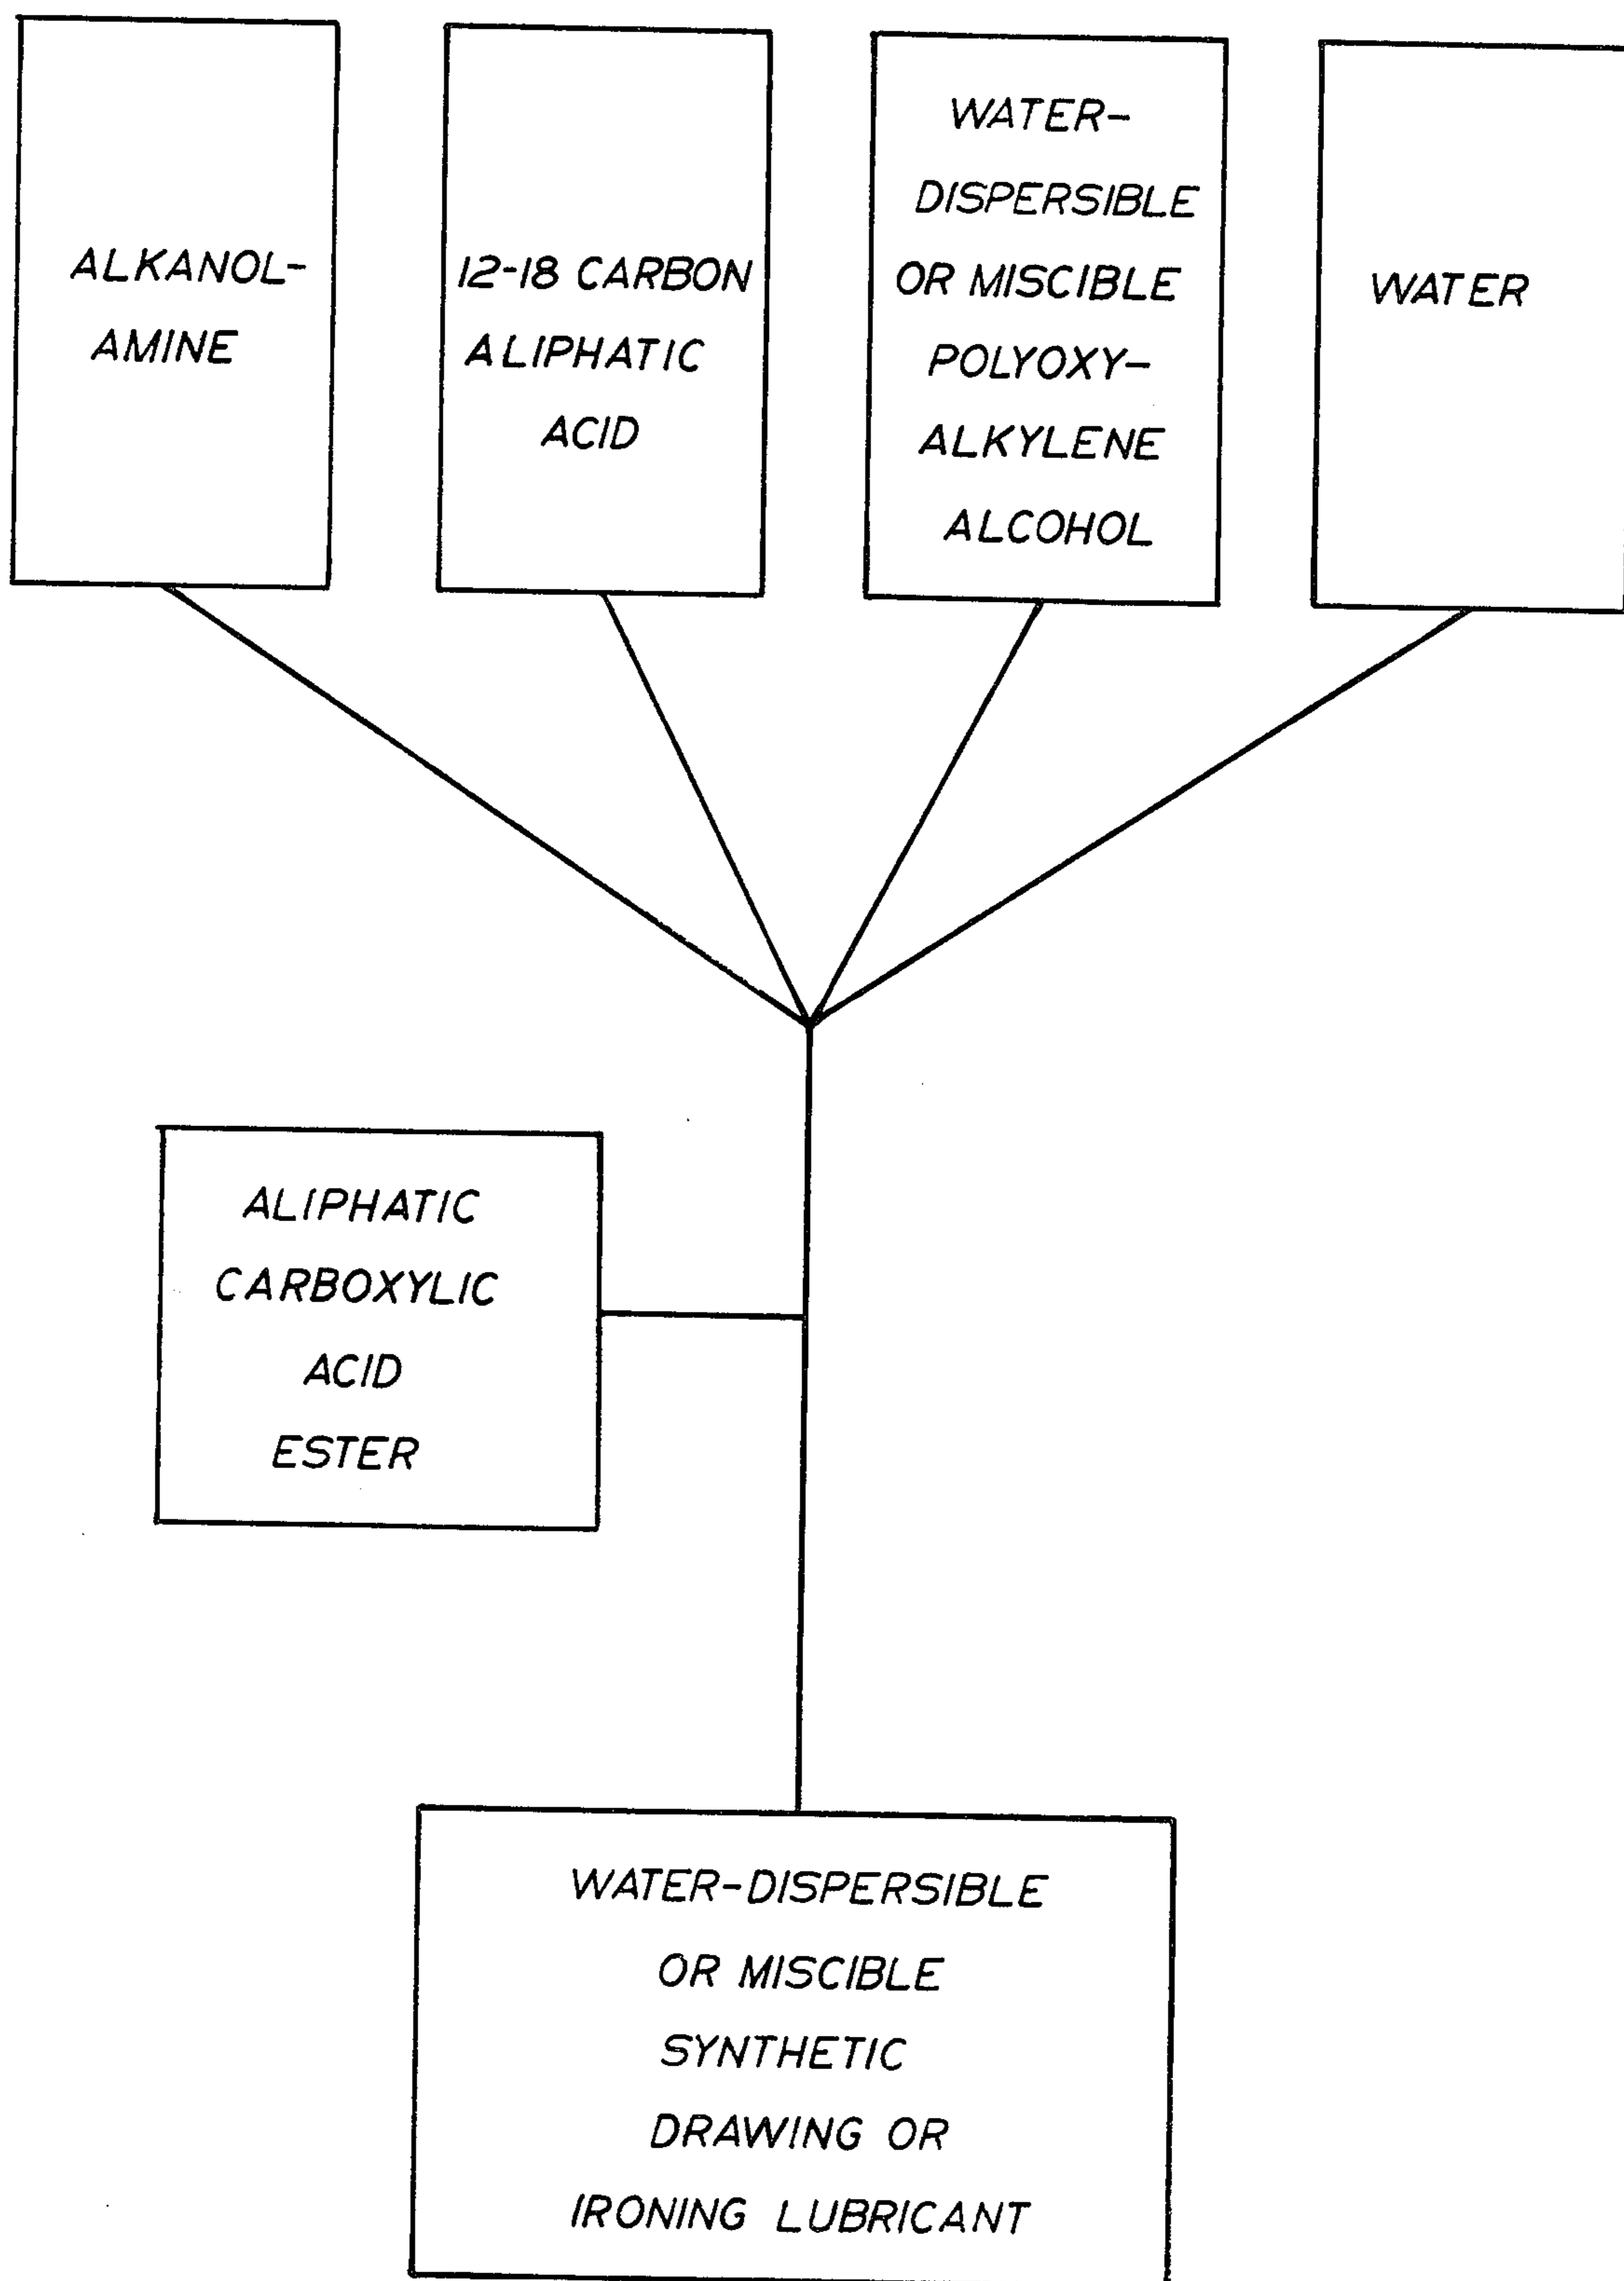 ALKANOL-
AMINE
12-18 CARBON
ALIPHATIC
ACID
WATER-
DISPERSIBLE
OR MISCIBLE
POLYOXY-
ALKYLENE
ALCOHOL
WATER
ALIPHATIC
CARBOXYLIC
ACID
ESTER
WATER-DISPERSIBLE
OR MISCIBLE
SYNTHETIC
DRAWING OR
IRONING LUBRICANT